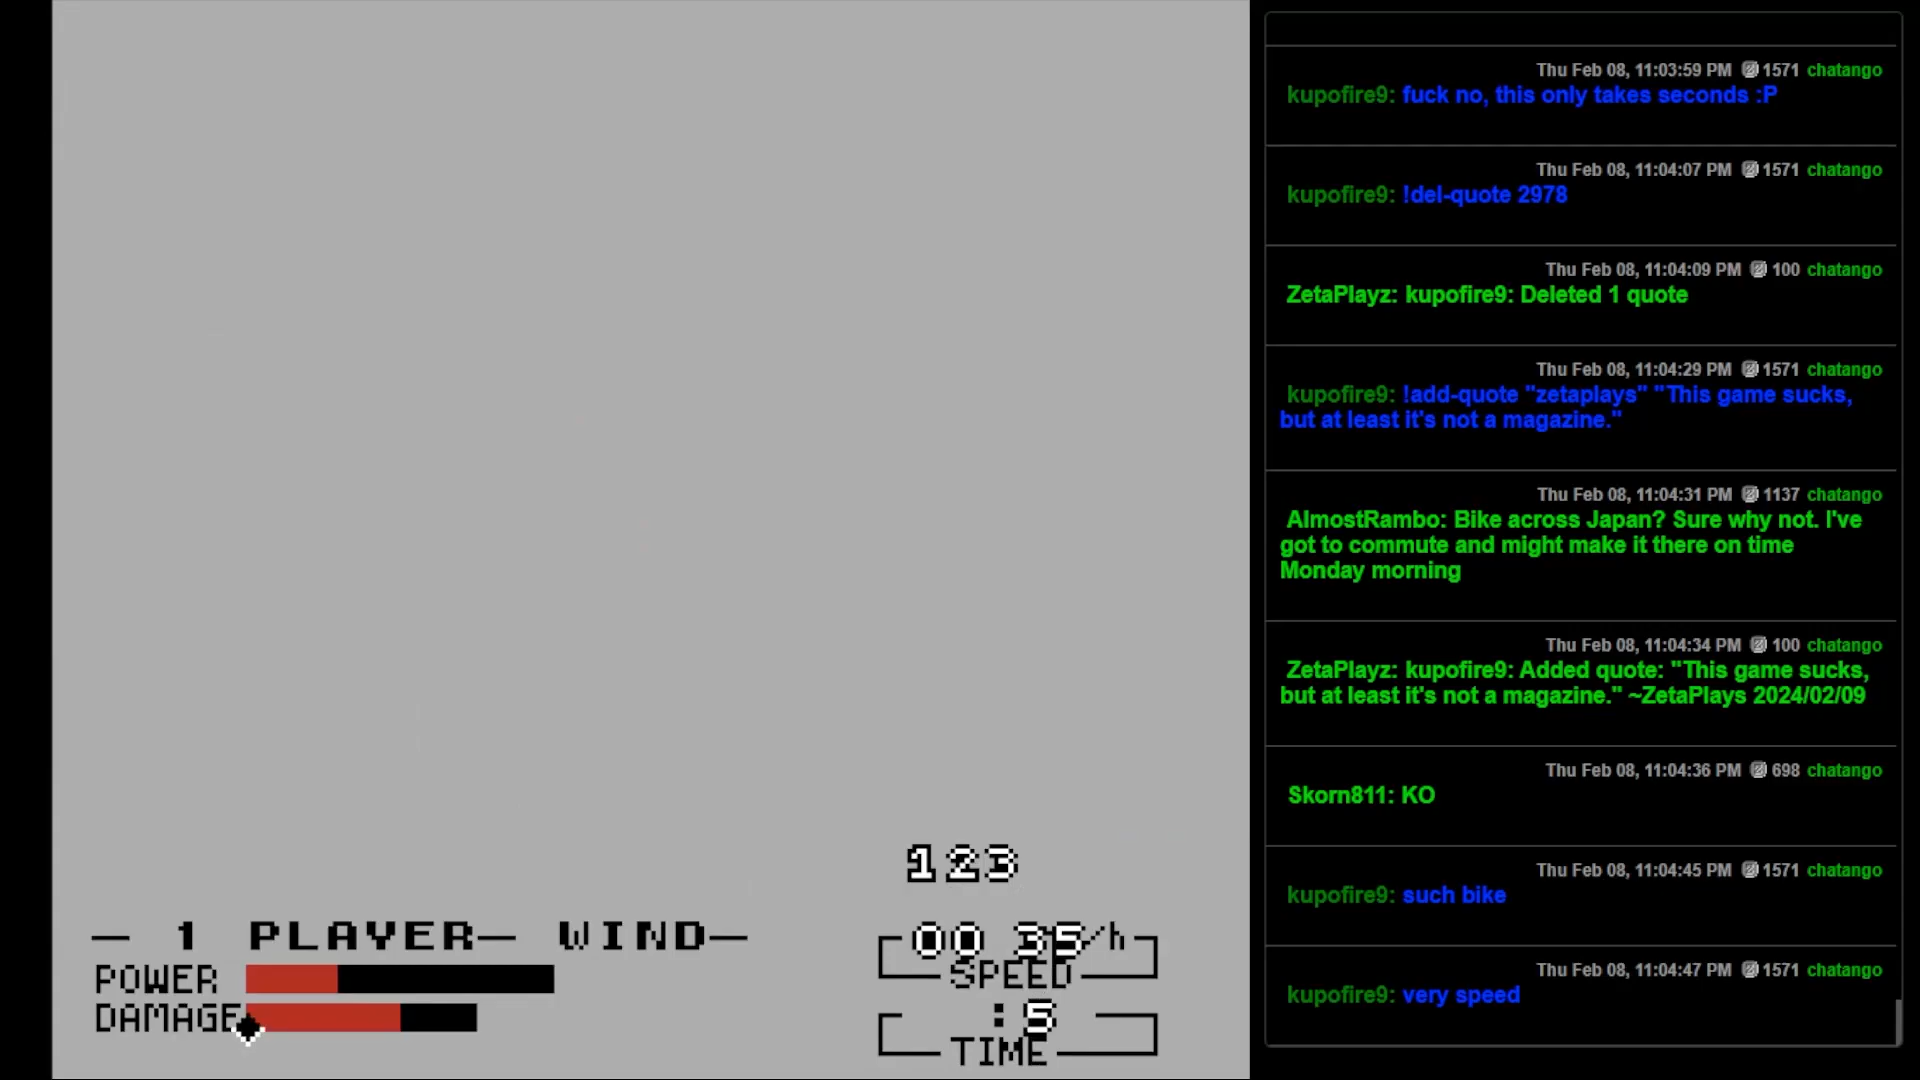 123
— 1 PLAYER— WIND—
POWER
DAMAGE
00 35/h
SPEED
:5
TIME
Thu Feb 08, 11:03:59 PM 1571 chatango
kupofire9: fuck no, this only takes seconds :P
Thu Feb 08, 11:04:07 PM 1571 chatango
kupofire9: !del-quote 2978
Thu Feb 08, 11:04:09 PM 100 chatango
ZetaPlayz: kupofire9: Deleted 1 quote
Thu Feb 08, 11:04:29 PM 1571 chatango
kupofire9: !add-quote "zetaplays" "This game sucks,
but at least it's not a magazine."
Thu Feb 08, 11:04:31 PM 1137 chatango
AlmostRambo: Bike across Japan? Sure why not. I've
got to commute and might make it there on time
Monday morning
Thu Feb 08, 11:04:34 PM 100 chatango
ZetaPlayz: kupofire9: Added quote: "This game sucks,
but at least it's not a magazine." ~ZetaPlays 2024/02/09
Thu Feb 08, 11:04:36 PM 698 chatango
Skorn811: KO
Thu Feb 08, 11:04:45 PM 1571 chatango
kupofire9: such bike
Thu Feb 08, 11:04:47 PM 1571 chatango
kupofire9: very speed